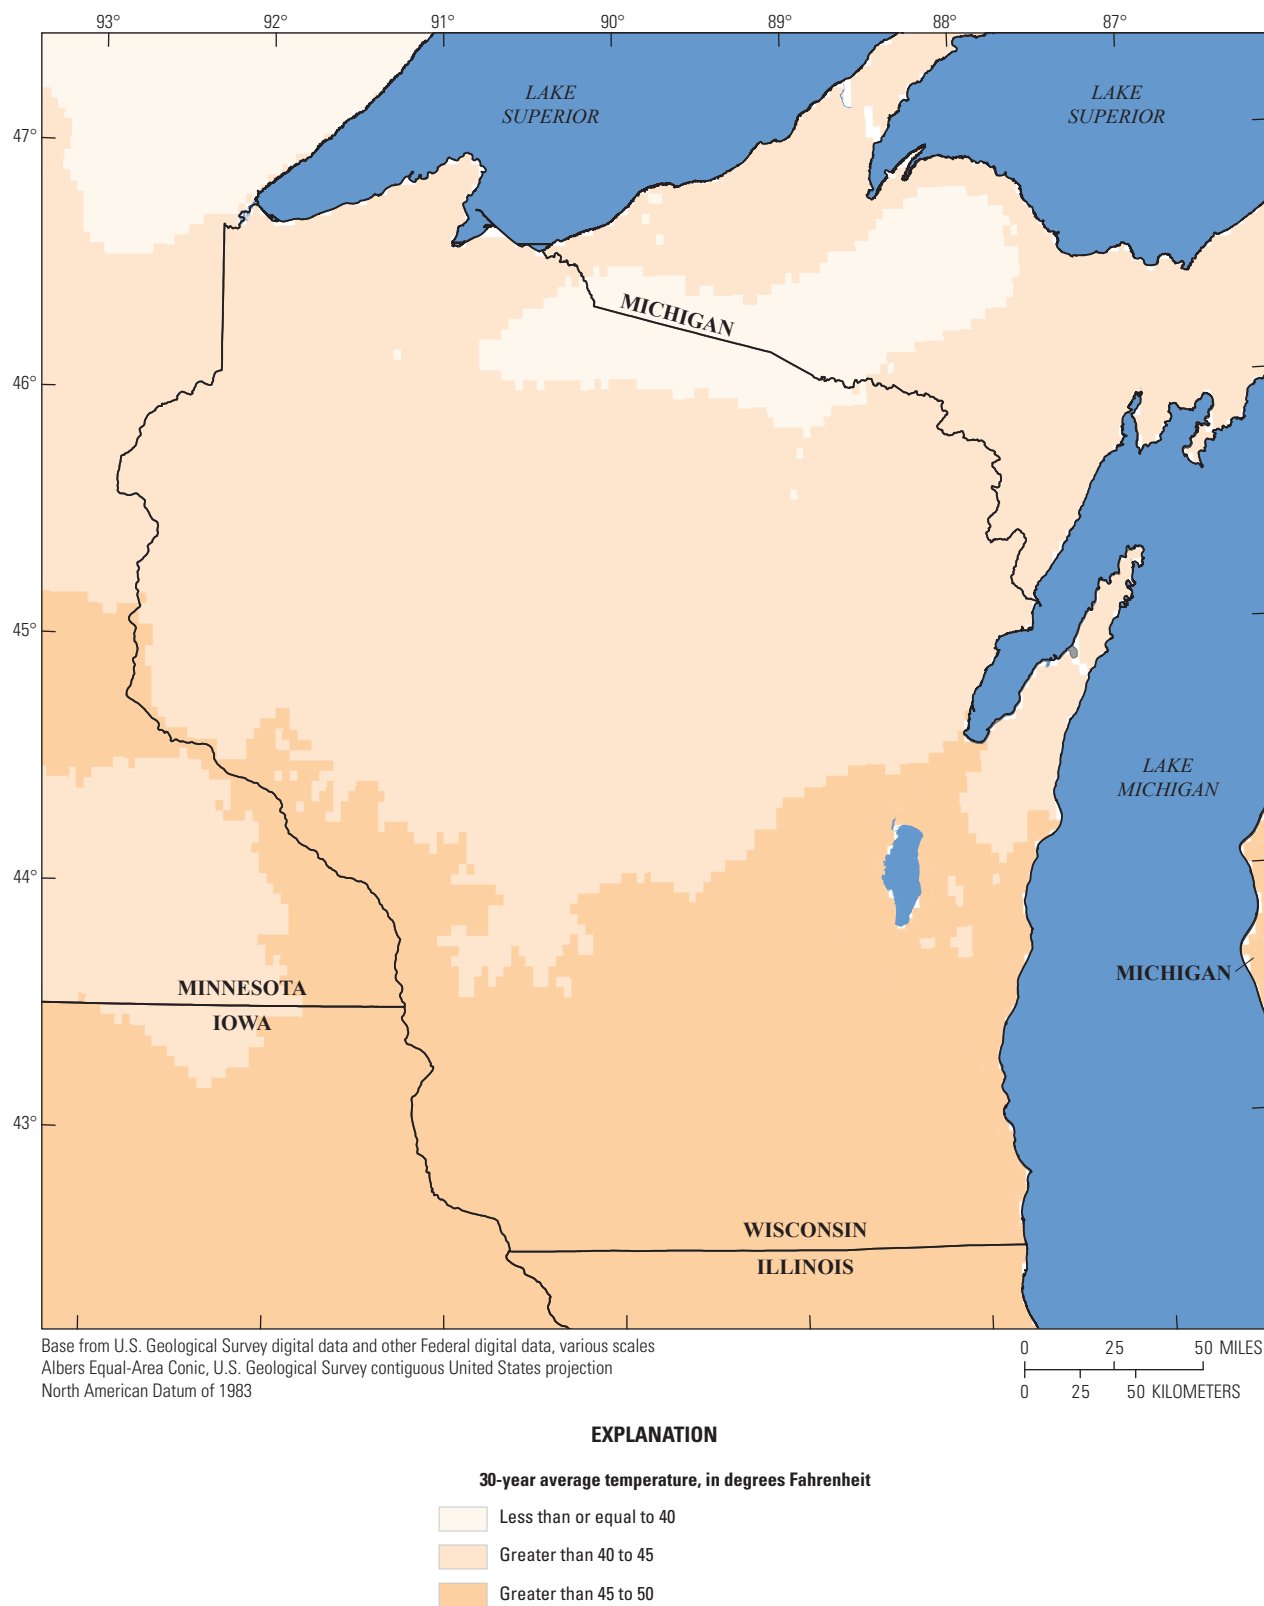 93° 92° 91° 90° 89° 88° 87°
LAKE
SUPERIOR
LAKE
SUPERIOR
47°
MICHIGAN
46°
45°
LAKE
MICHIGAN
44°
MICHIGAN
MINNESOTA
IOWA
43°
WISCONSIN
ILLINOIS
Base from U.S. Geological Survey digital data and other Federal digital data, various scales
Albers Equal-Area Conic, U.S. Geological Survey contiguous United States projection
North American Datum of 1983
0 25 50 MILES
0 25 50 KILOMETERS
EXPLANATION
30-year average temperature, in degrees Fahrenheit
Less than or equal to 40
Greater than 40 to 45
Greater than 45 to 50